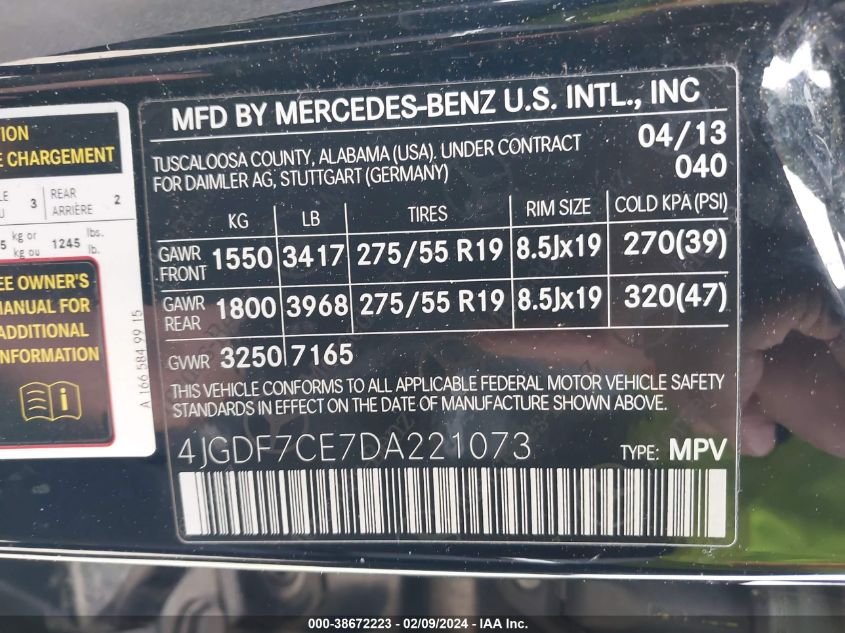 MFD BY MERCEDES-BENZ U.S. INTL., INC
TUSCALOOSA COUNTY, ALABAMA (USA), UNDER CONTRACT 04/13
FOR DAIMLER AG, STUTTGART (GERMANY) 040
KG LB TIRES RIM SIZE COLD KPA (PSI)
GAWR FRONT 1550 3417 275/55 R19 8.5Jx19 270(39)
GAWR REAR 1800 3968 275/55 R19 8.5Jx19 320(47)
GVWR 3250 7165
THIS VEHICLE CONFORMS TO ALL APPLICABLE FEDERAL MOTOR VEHICLE SAFETY
STANDARDS IN EFFECT ON THE DATE OF MANUFACTURE SHOWN ABOVE.
4JGDF7CE7DA221073 TYPE: MPV
CHARGEMENT
3 REAR ARRIÈRE 2
kg or kg ou 1245 lbs. lb.
OWNER'S
MANUAL FOR
ADDITIONAL
INFORMATION
A 166 584 99 15
000-38672223 - 02/09/2024 - IAA Inc.